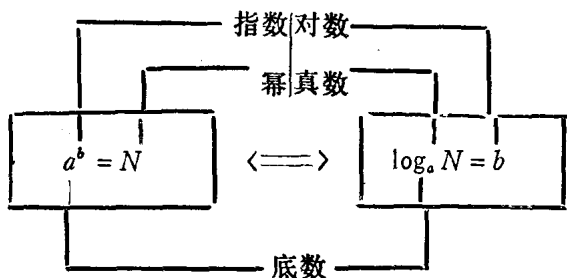 指数 对数
幂 真数
a^b = N <=> log_a N = b
底数